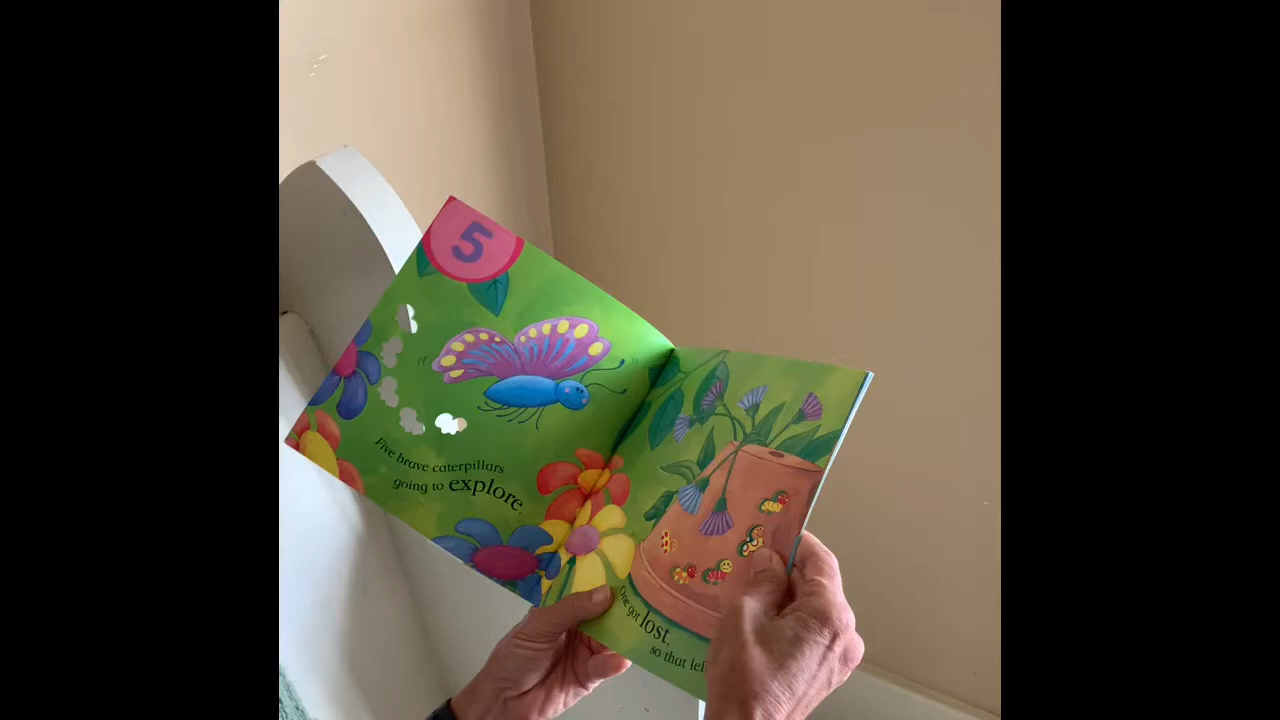 5
Five brave caterpillars
going to explore.
One got lost,
so that lef